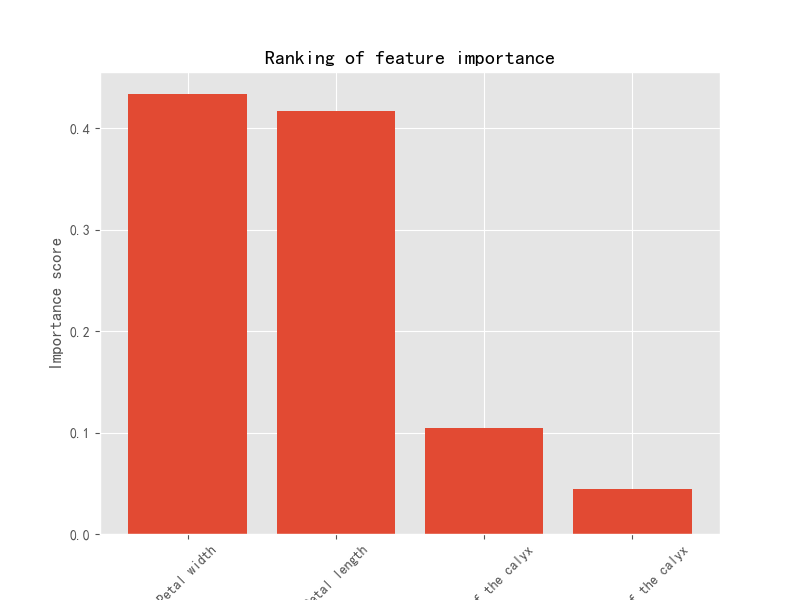 Ranking of feature importance
Importance score
0.4
0.3
0.2
0.1
0.0
Petal width
etal length
f the calyx
f the calyx